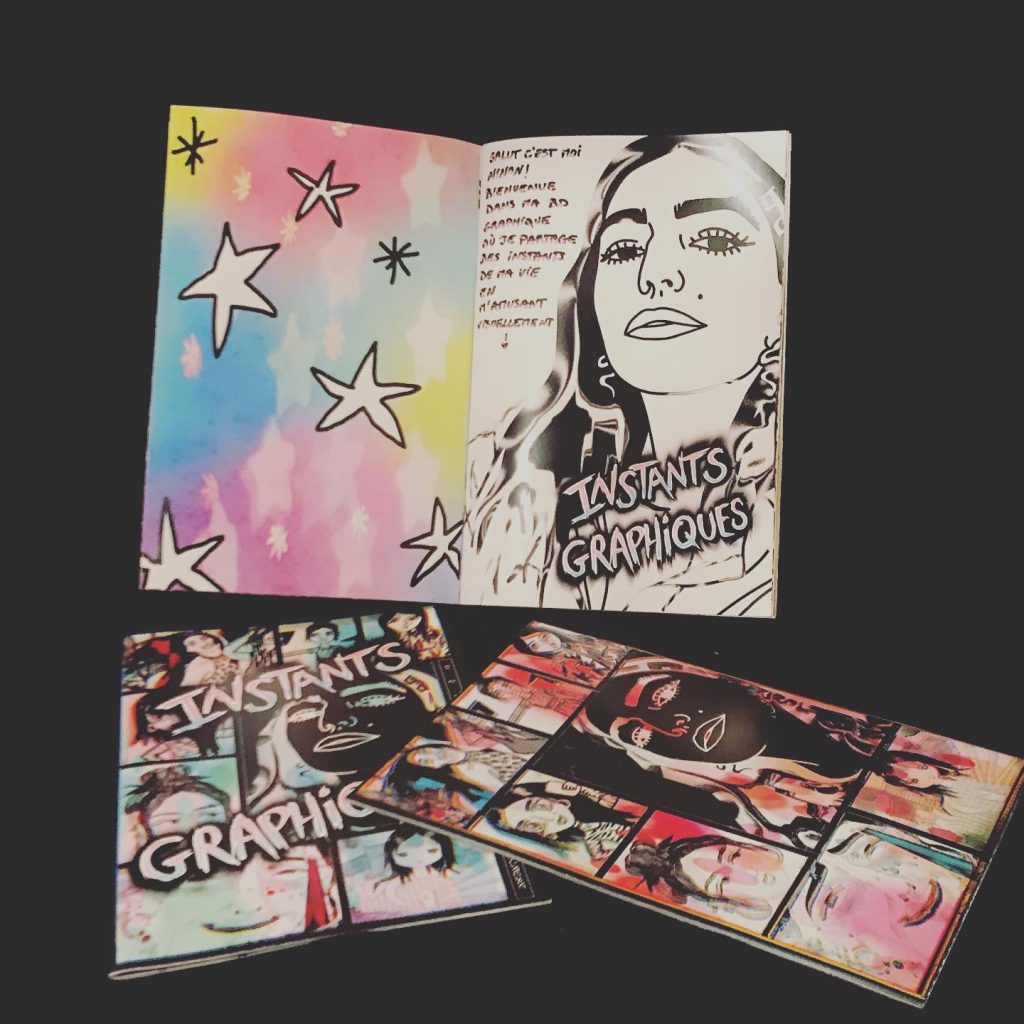 SALUT C'EST MOI
NINON!
BIENVENUE
DANS MA BD
GRAPHIQUE
OÙ JE PARTAGE
DES INSTANTS
DE MA VIE
EN
M'AMUSANT
VISUELLEMENT
!
INSTANTS
GRAPHiQUES
INSTANTS
GRAPHiQ